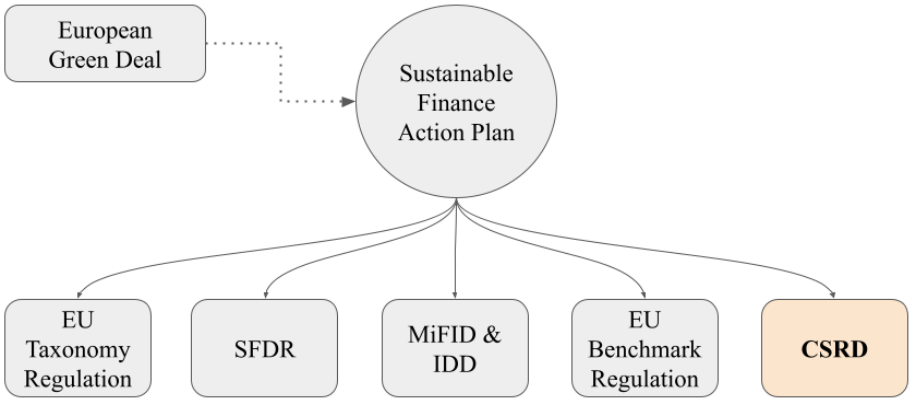 European
Green Deal
Sustainable
Finance
Action Plan
EU
Taxonomy
Regulation
SFDR
MiFID &
IDD
EU
Benchmark
Regulation
CSRD